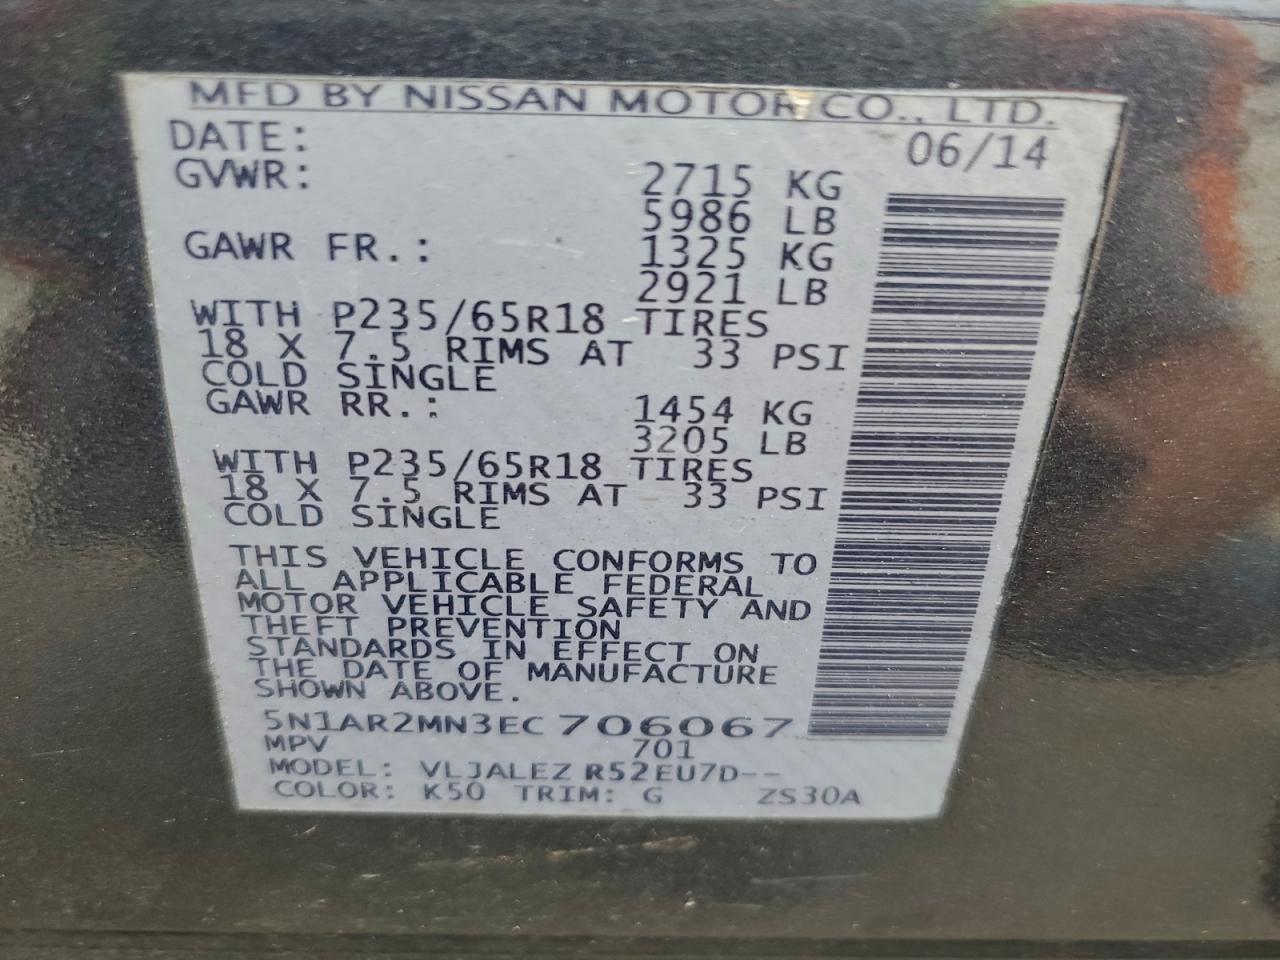 MFD BY NISSAN MOTOR CO., LTD.
DATE: 06/14
GVWR: 2715 KG
5986 LB
GAWR FR.: 1325 KG
2921 LB
WITH P235/65R18 TIRES
18 X 7.5 RIMS AT 33 PSI
COLD SINGLE
GAWR RR.: 1454 KG
3205 LB
WITH P235/65R18 TIRES
18 X 7.5 RIMS AT 33 PSI
COLD SINGLE
THIS VEHICLE CONFORMS TO
ALL APPLICABLE FEDERAL
MOTOR VEHICLE SAFETY AND
THEFT PREVENTION
STANDARDS IN EFFECT ON
THE DATE OF MANUFACTURE
SHOWN ABOVE.
5N1AR2MN3EC706067
MPV 701
MODEL: VLJALEZ R52EU7D--
COLOR: K50 TRIM: G ZS30A